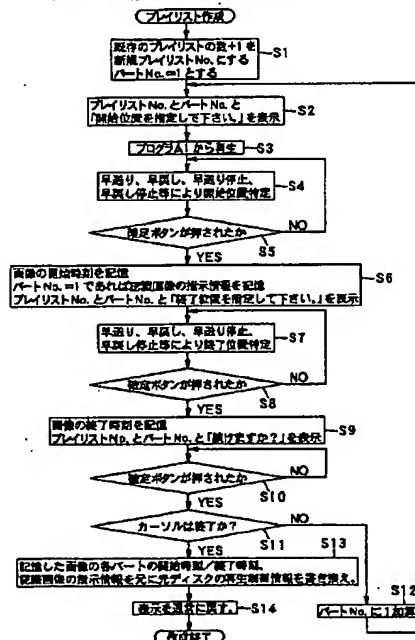 プレイリスト作成
既存のプレイリストの数+1を
新規プレイリストNo.にする
パートNo.=1とする
S1
プレイリストNo.とパートNo.と
「開始位置を指定して下さい。」を表示
S2
プログラム1から再生
S3
早送り、早戻し、早送り停止、
早戻し停止等により開始位置特定
S4
確定ボタンが押されたか
NO
S5
YES
画像の開始時刻を記憶
パートNo.=1であれば記憶画像の指示情報を記憶
プレイリストNo.とパートNo.と「終了位置を指定して下さい。」を表示
S6
早送り、早戻し、早送り停止、
早戻し停止等により終了位置特定
S7
確定ボタンが押されたか
NO
S8
YES
画像の終了時刻を記憶
プレイリストNo.とパートNo.と「続けますか?」を表示
S9
確定ボタンが押されたか
NO
S10
YES
カーソルは終了か?
NO
S11
YES
S13
記憶した画像の各パートの開始時刻/終了時刻、
記憶画像の指示情報を元に光ディスクの再生制御情報を書き換え。
S12
表示を通常に戻す。
S14
パートNo.に1加算
作成終了